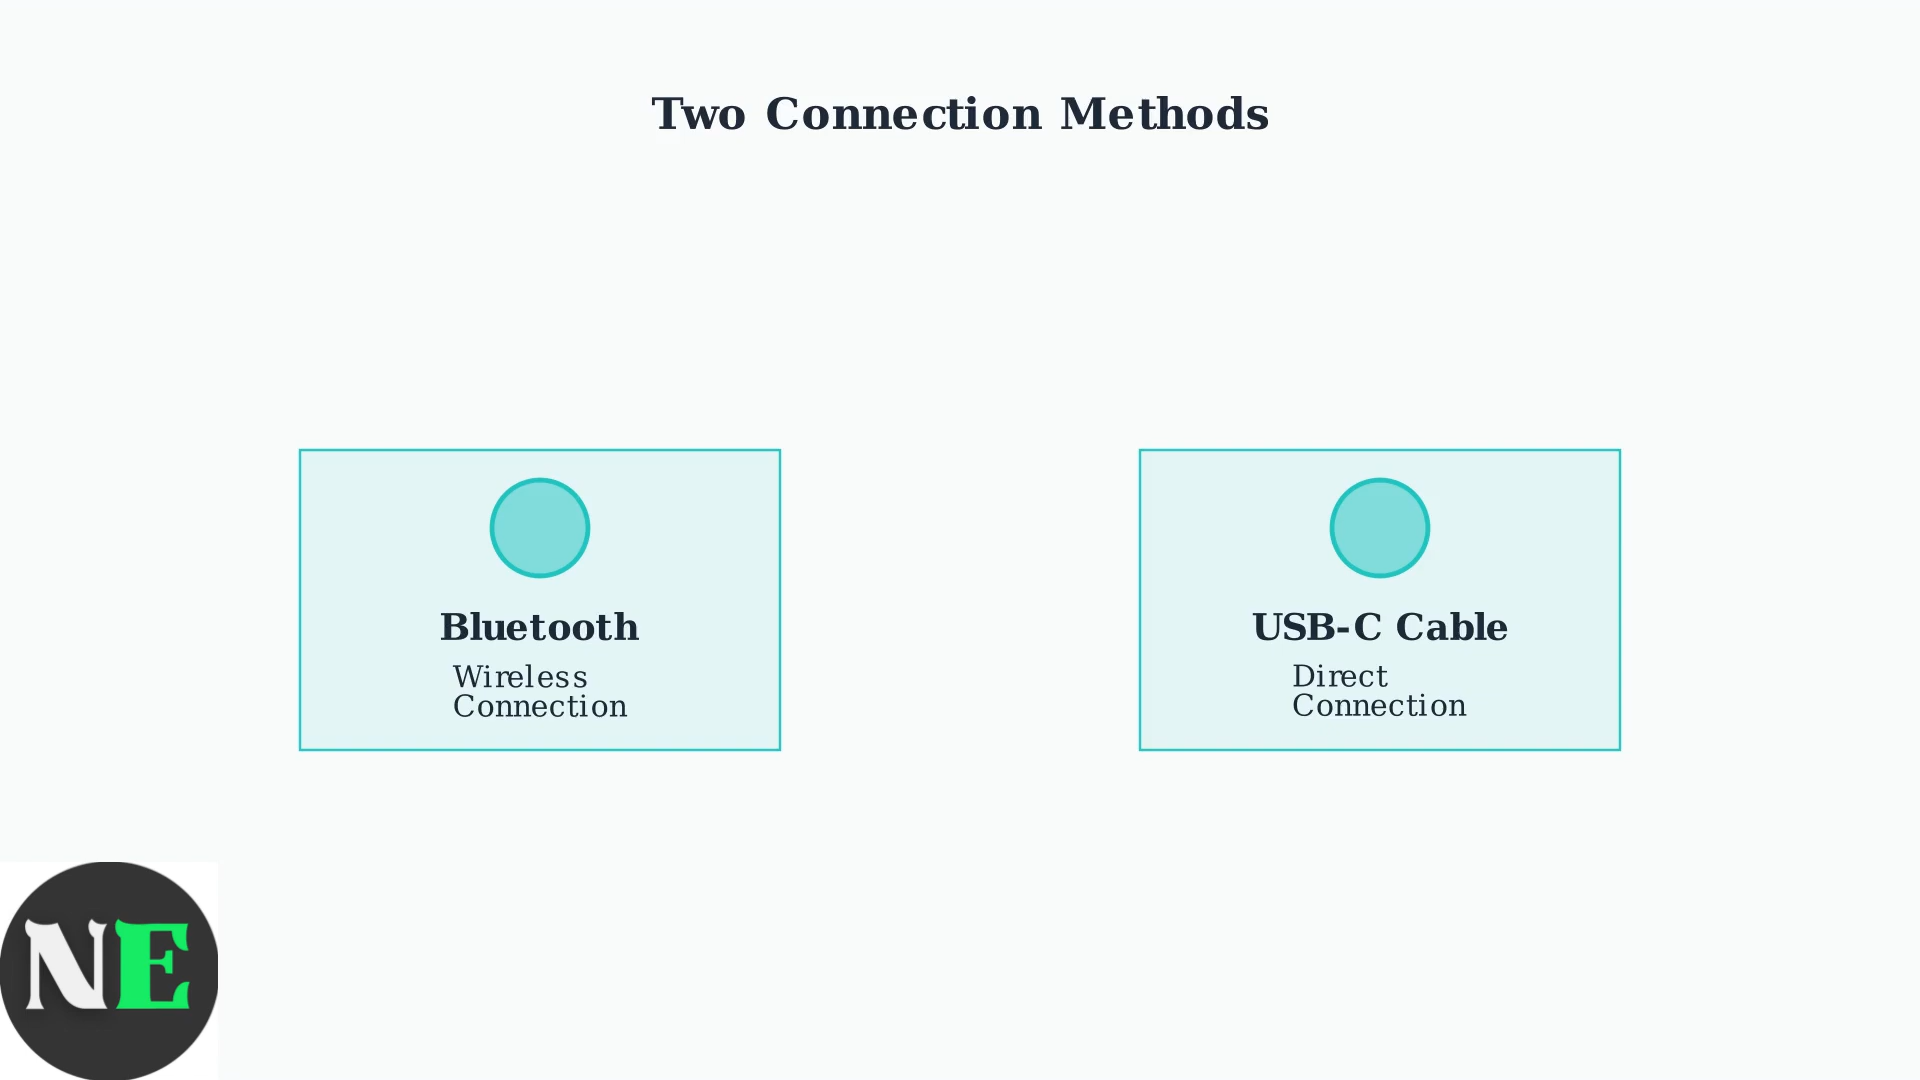 Two Connection Methods
Bluetooth
Wireless
Connection
USB-C Cable
Direct
Connection
NE